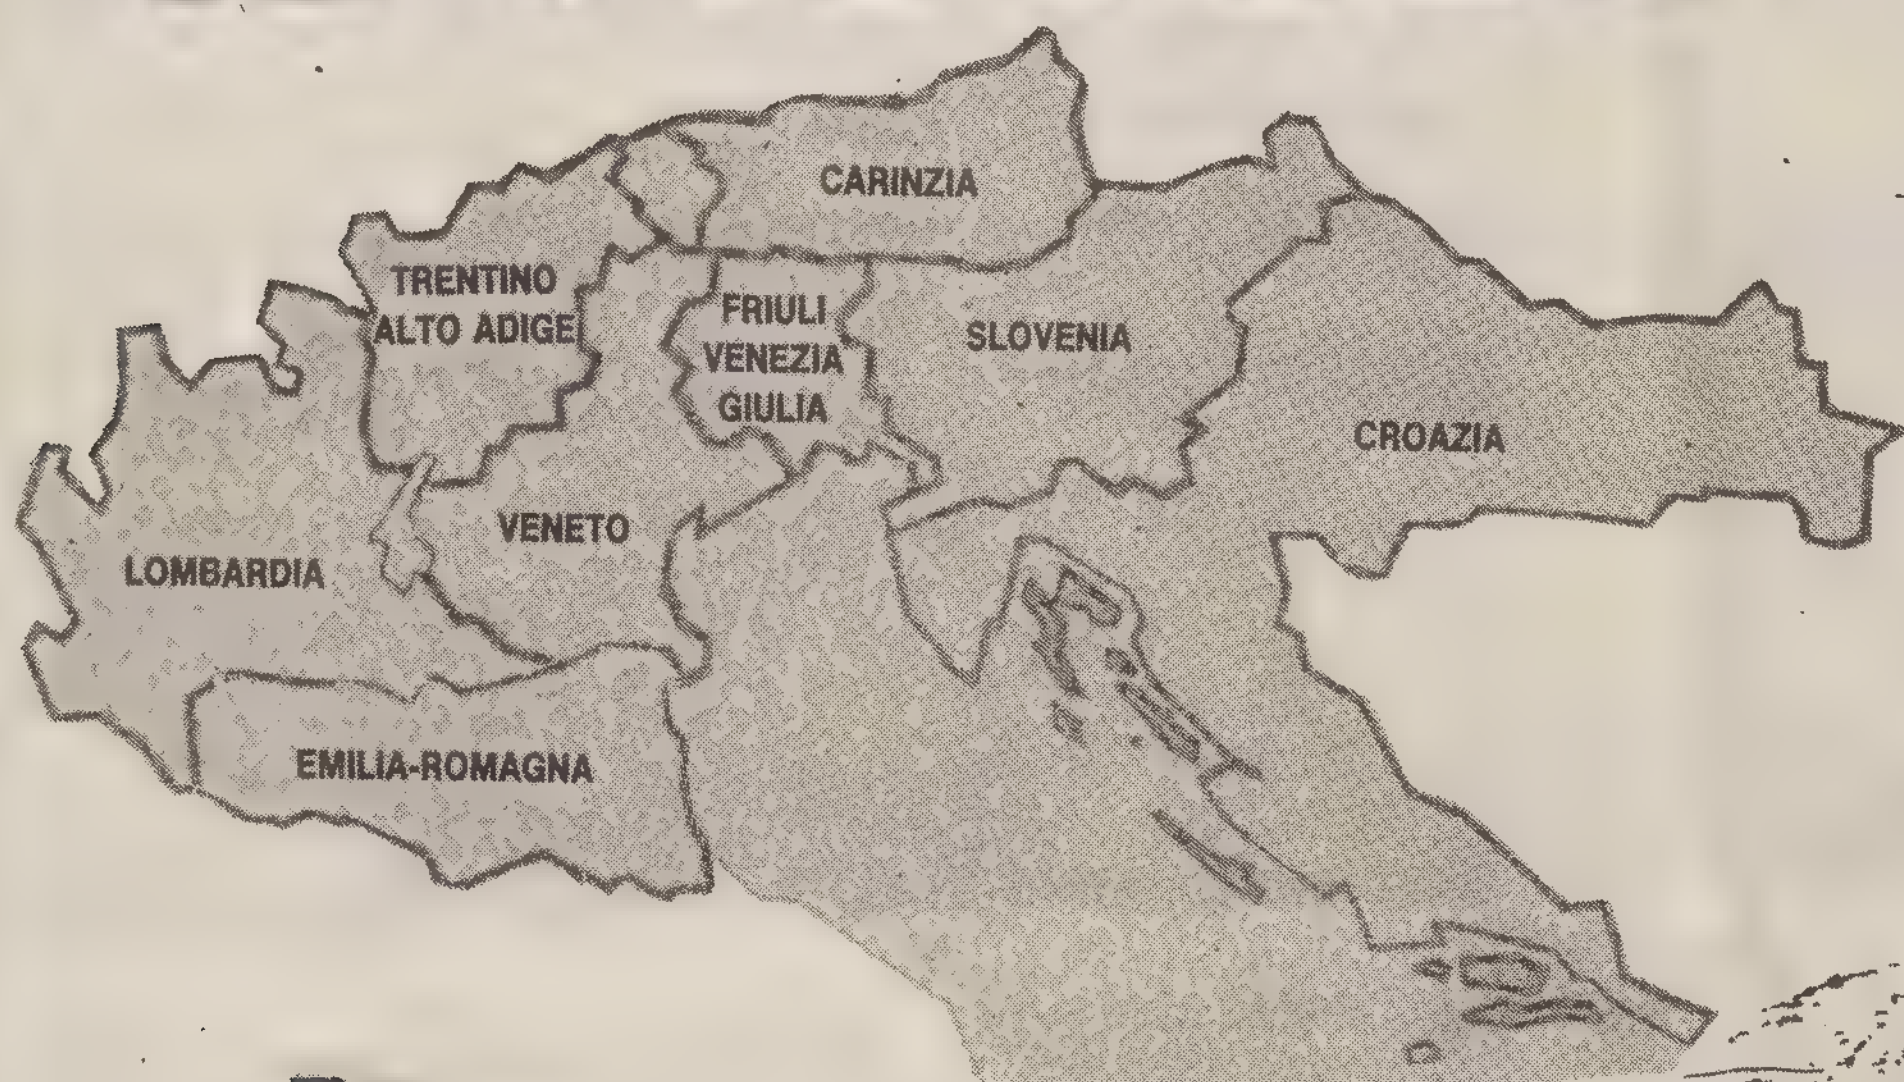 CARINZIA
TRENTINO
ALTO ADIGE
FRIULI
VENEZIA
GIULIA
SLOVENIA
CROAZIA
VENETO
LOMBARDIA
EMILIA-ROMAGNA